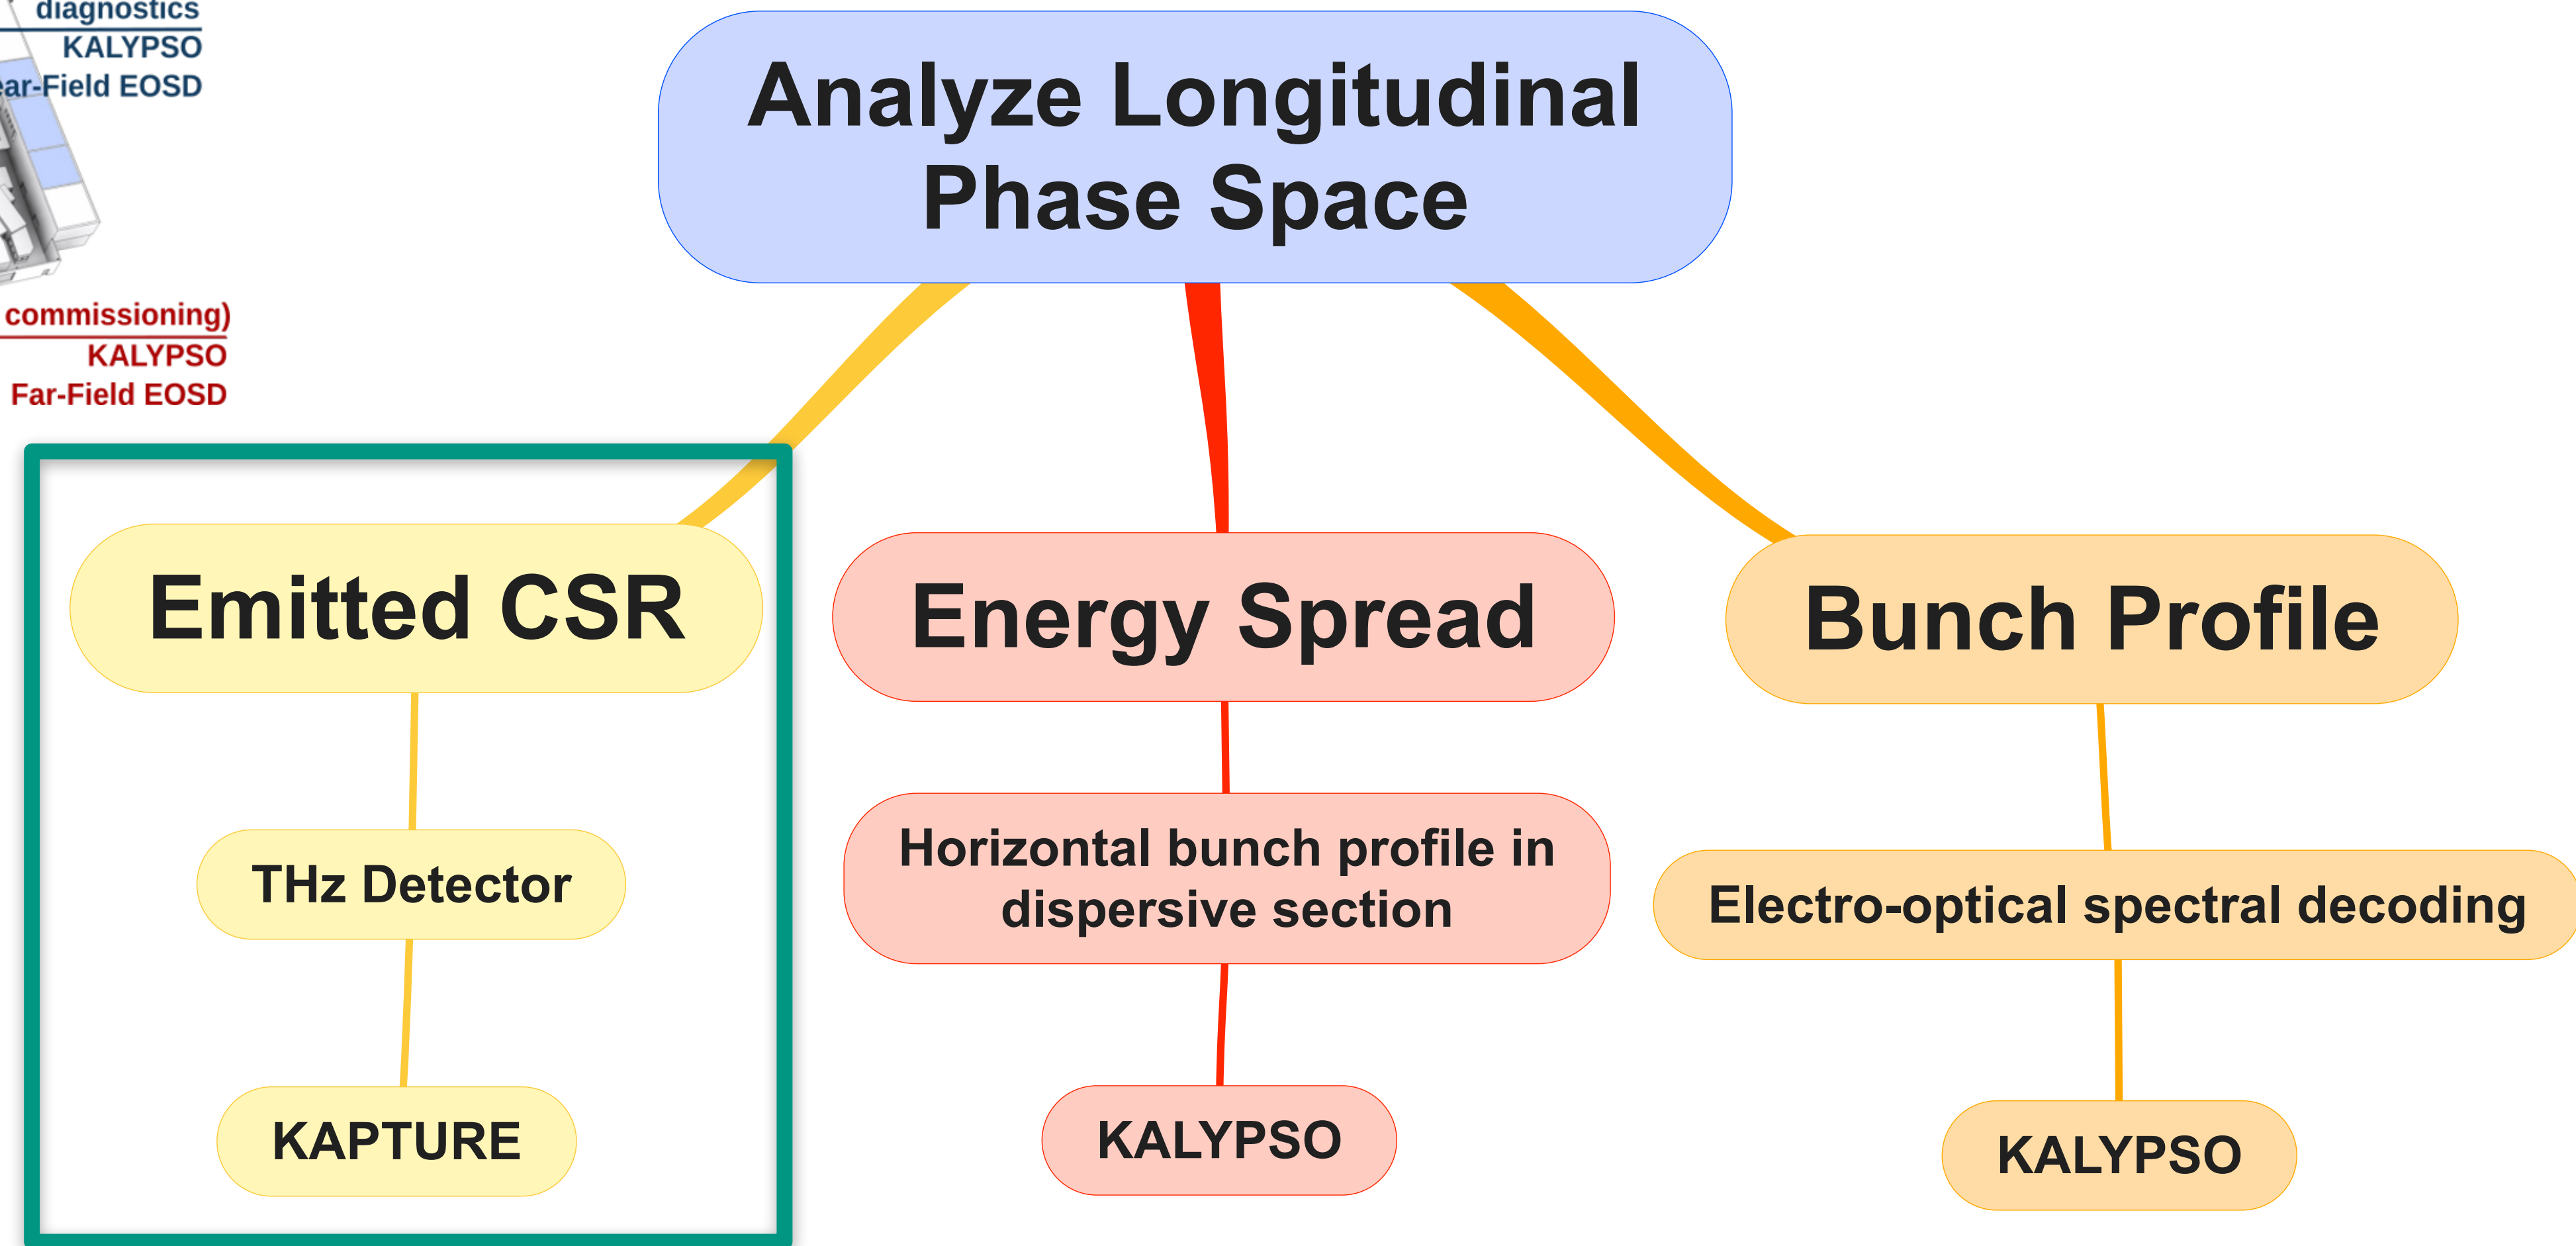 diagnostics
KALYPSO
ar-Field EOSD
commissioning)
KALYPSO
Far-Field EOSD
Analyze Longitudinal
Phase Space
Emitted CSR
Energy Spread
Bunch Profile
THz Detector
Horizontal bunch profile in
dispersive section
Electro-optical spectral decoding
KAPTURE
KALYPSO
KALYPSO